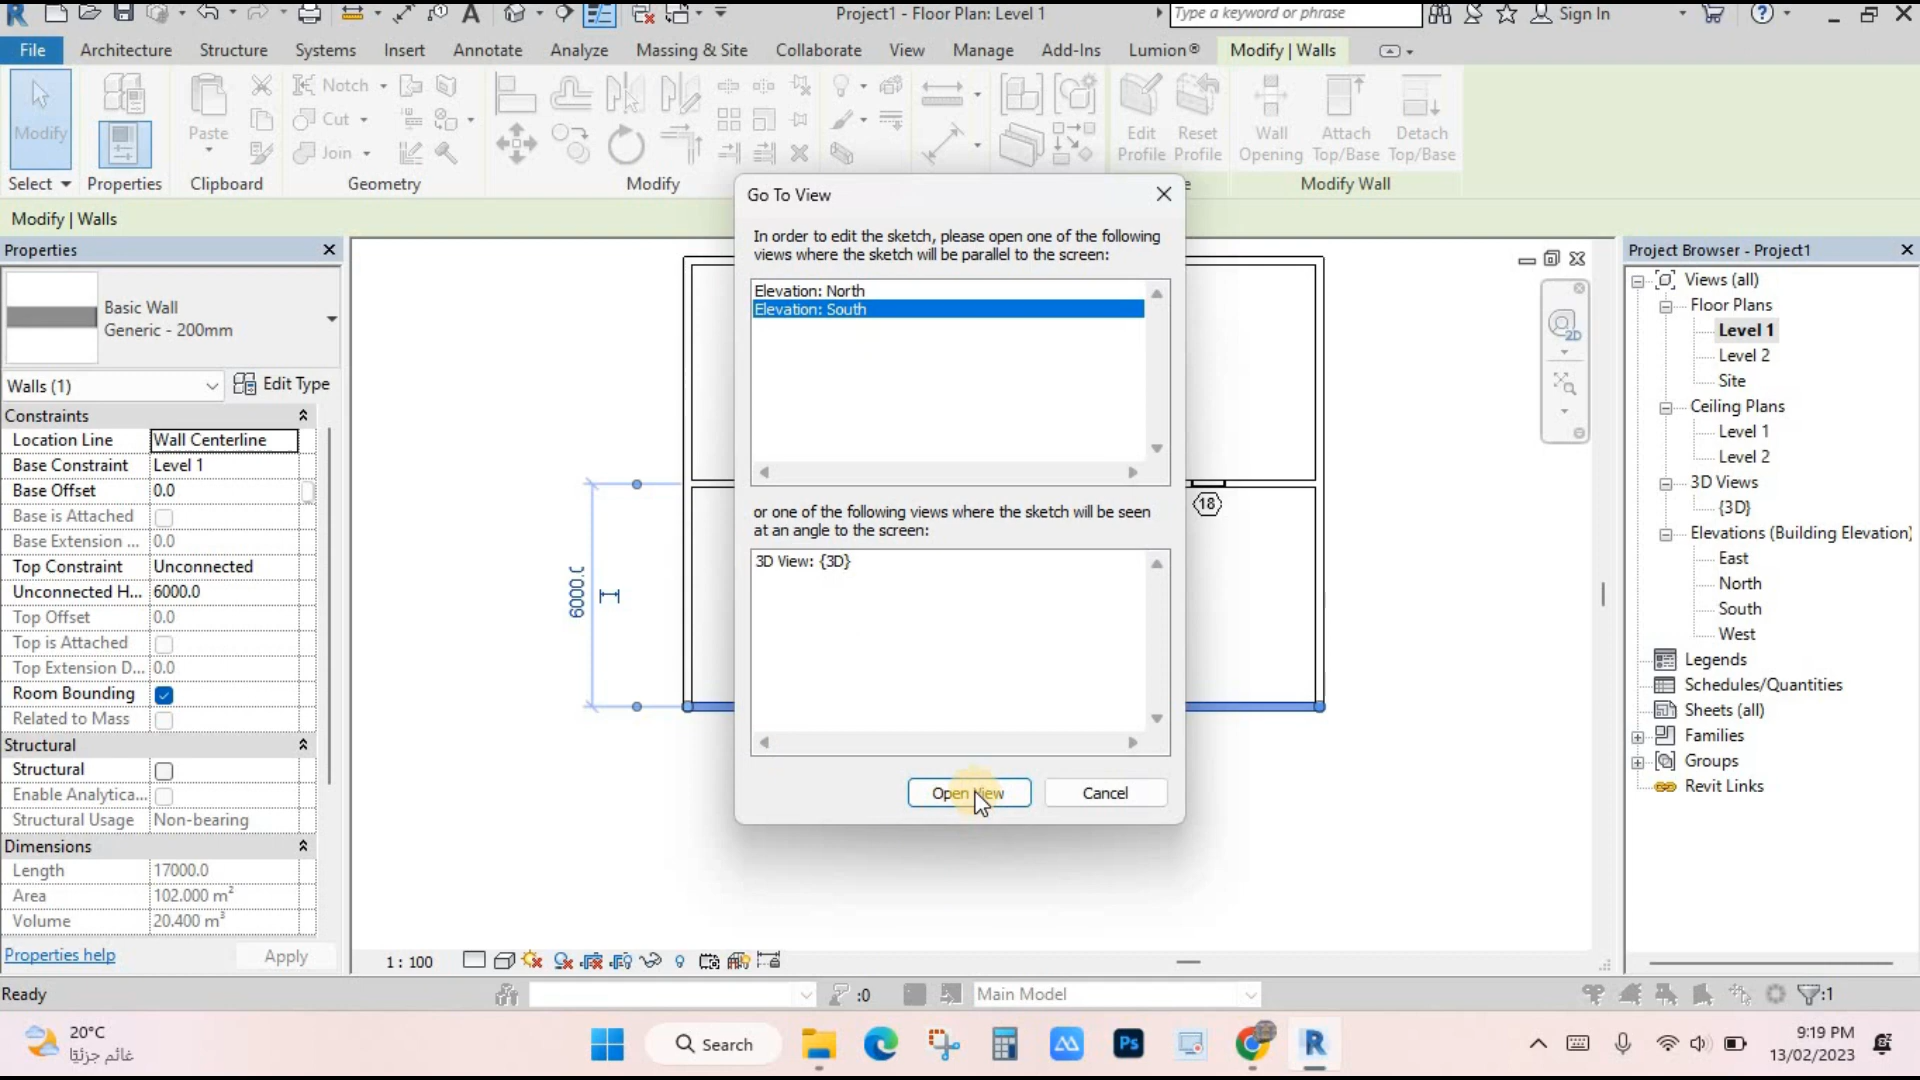 Project1 - Floor Plan: Level 1
Type a keyword or phrase
Sign In
File
Architecture
Structure
Systems
Insert
Annotate
Analyze
Massing & Site
Collaborate
View
Manage
Add-Ins
Lumion®
Modify | Walls
Modify
Paste
Notch
Cut
Join
Edit
Profile
Reset
Profile
Wall
Opening
Attach
Top/Base
Detach
Top/Base
Select
Properties
Clipboard
Geometry
Modify
Modify Wall
Modify | Walls
Properties
Basic Wall
Generic - 200mm
Walls (1)
Edit Type
Constraints
Location Line Wall Centerline
Base Constraint Level 1
Base Offset 0.0
Base is Attached
Base Extension ... 0.0
Top Constraint Unconnected
Unconnected H... 6000.0
Top Offset 0.0
Top is Attached
Top Extension D... 0.0
Room Bounding
Related to Mass
Structural
Structural
Enable Analytica...
Structural Usage Non-bearing
Dimensions
Length 17000.0
Area 102.000 m²
Volume 20.400 m³
Properties help
Apply
6000.0
18
2D
Go To View
In order to edit the sketch, please open one of the following
views where the sketch will be parallel to the screen:
Elevation: North
Elevation: South
or one of the following views where the sketch will be seen
at an angle to the screen:
3D View: {3D}
Open View
Cancel
Project Browser - Project1
Views (all)
Floor Plans
Level 1
Level 2
Site
Ceiling Plans
Level 1
Level 2
3D Views
{3D}
Elevations (Building Elevation)
East
North
South
West
Legends
Schedules/Quantities
Sheets (all)
Families
Groups
Revit Links
1 : 100
Ready
:0
Main Model
:1
20°C
غائم جزئيًا
Search
Ps
R
9:19 PM
13/02/2023